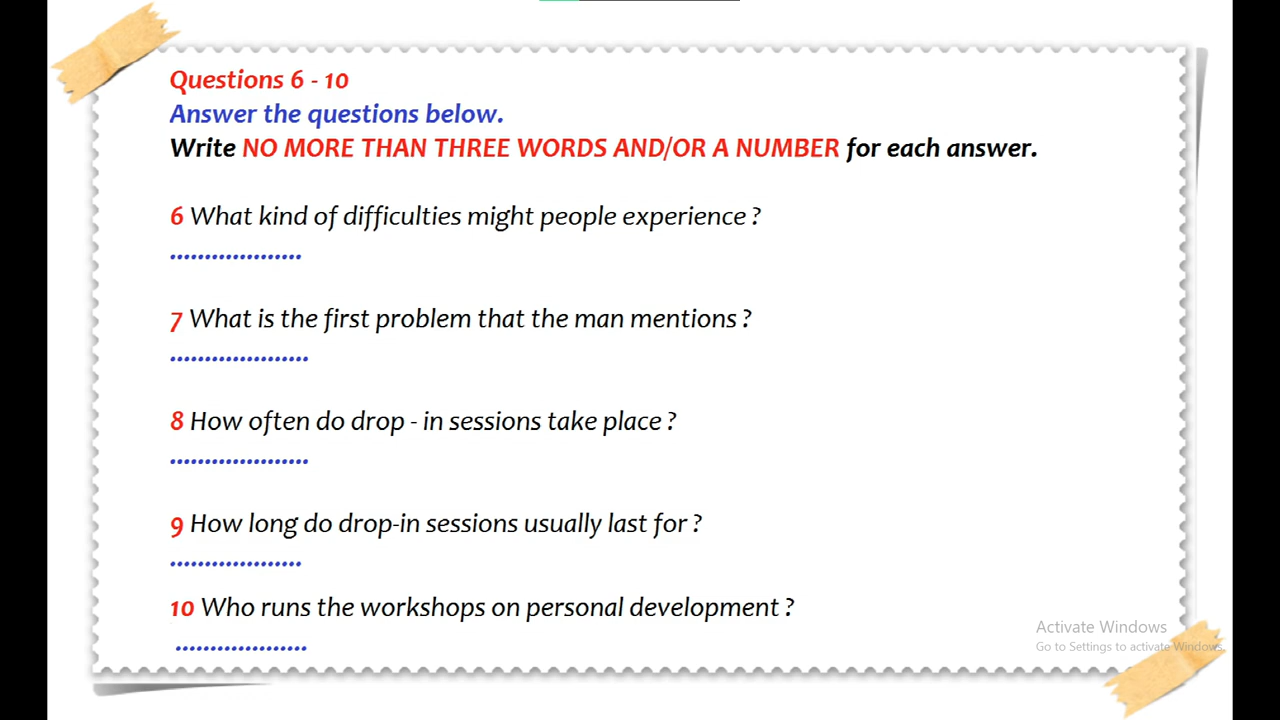 Questions 6 - 10
Answer the questions below.
Write NO MORE THAN THREE WORDS AND/OR A NUMBER for each answer.
6 What kind of difficulties might people experience ?
...................
7 What is the first problem that the man mentions ?
....................
8 How often do drop - in sessions take place ?
....................
9 How long do drop-in sessions usually last for ?
...................
10 Who runs the workshops on personal development ?
...................
Activate Windows
Go to Settings to activate Windows.